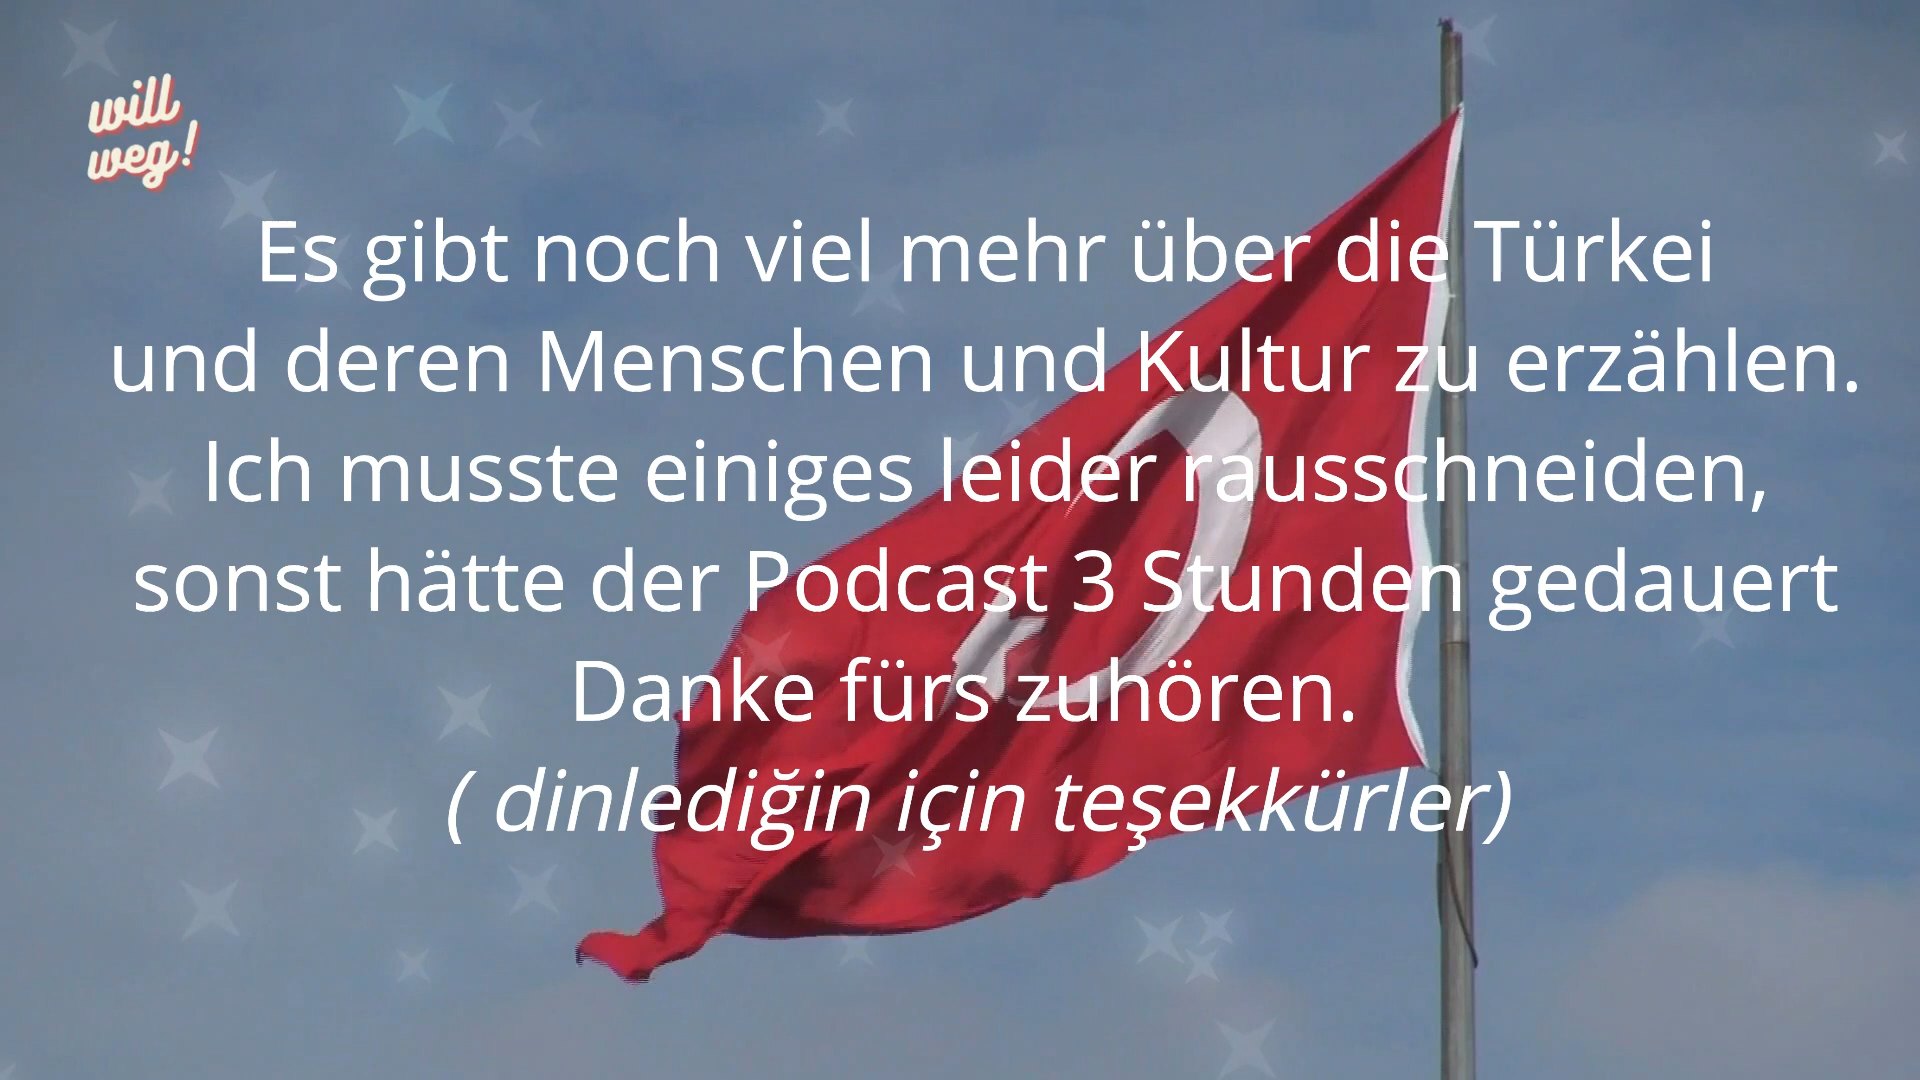 will
weg!
Es gibt noch viel mehr über die Türkei
und deren Menschen und Kultur zu erzählen.
Ich musste einiges leider rausschneiden,
sonst hätte der Podcast 3 Stunden gedauert
Danke fürs zuhören.
( dinlediğin için teşekkürler)